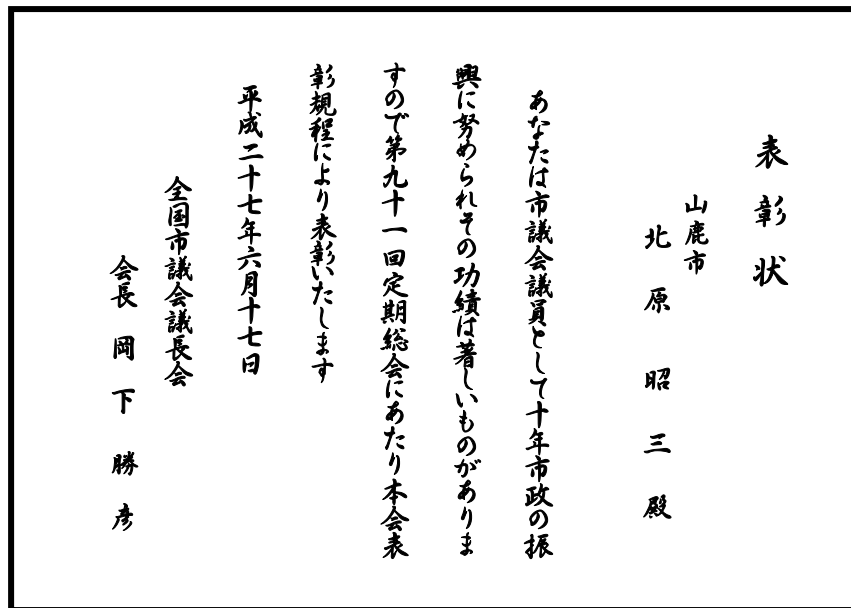 表彰状
山鹿市
北原昭三殿
あなたは市議会議員として十年市政の振
興に努められその功績は著しいものがありま
すので第九十一回定期総会にあたり本会表
彰規程により表彰いたします
平成二十七年六月十七日
全国市議会議長会
会長 岡下勝彦